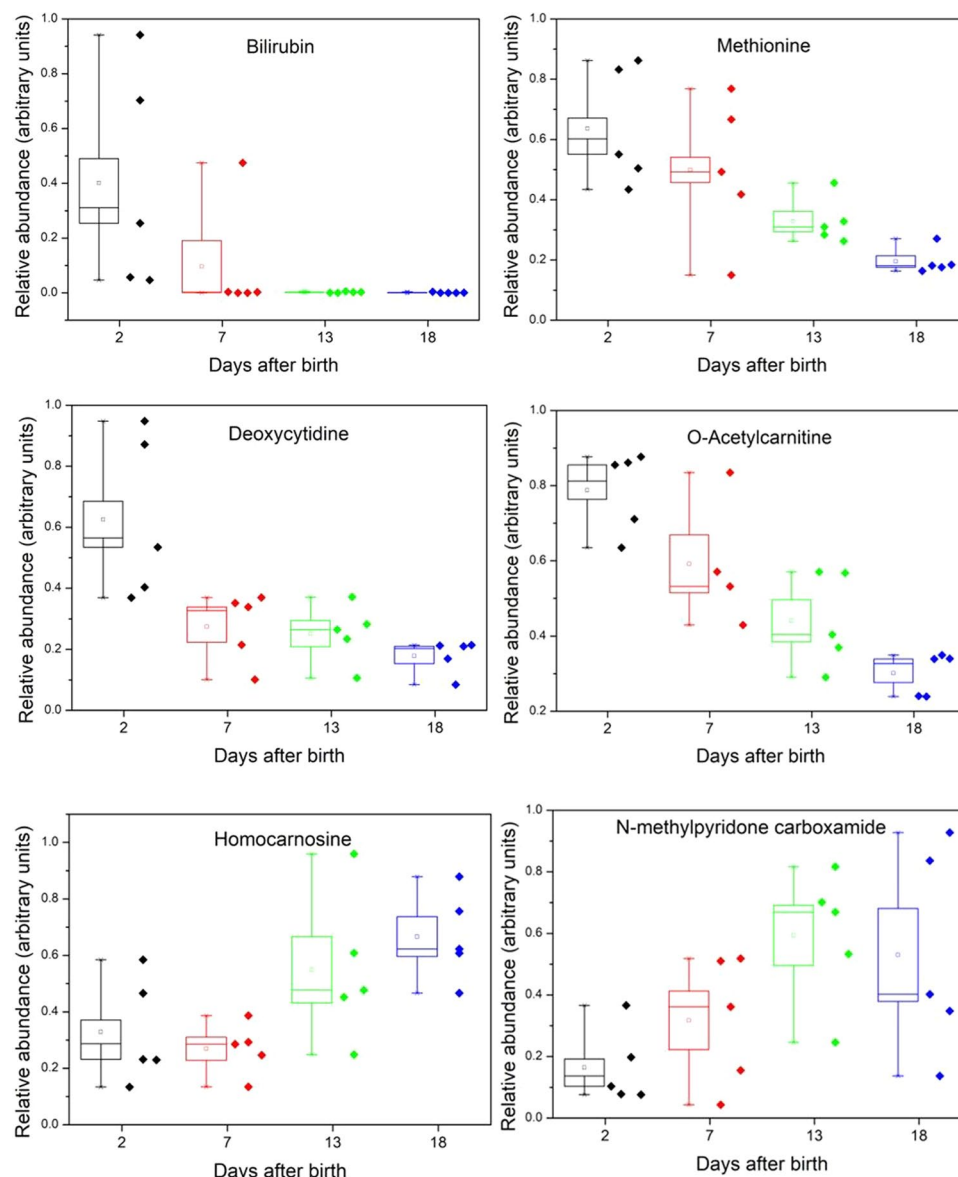 Bilirubin
Relative abundance (arbitrary units)
1.0
0.8
0.6
0.4
0.2
0.0
2 7 13 18
Days after birth
Methionine
Relative abundance (arbitrary units)
1.0
0.8
0.6
0.4
0.2
0.0
2 7 13 18
Days after birth
Deoxycytidine
Relative abundance (arbitrary units)
1.0
0.8
0.6
0.4
0.2
0.0
2 7 13 18
Days after birth
O-Acetylcarnitine
Relative abundance (arbitrary units)
1.0
0.8
0.6
0.4
0.2
2 7 13 18
Days after birth
Homocarnosine
Relative abundance (arbitrary units)
1.0
0.8
0.6
0.4
0.2
0.0
2 7 13 18
Days after birth
N-methylpyridone carboxamide
Relative abundance (arbitrary units)
1.0
0.8
0.6
0.4
0.2
0.0
2 7 13 18
Days after birth